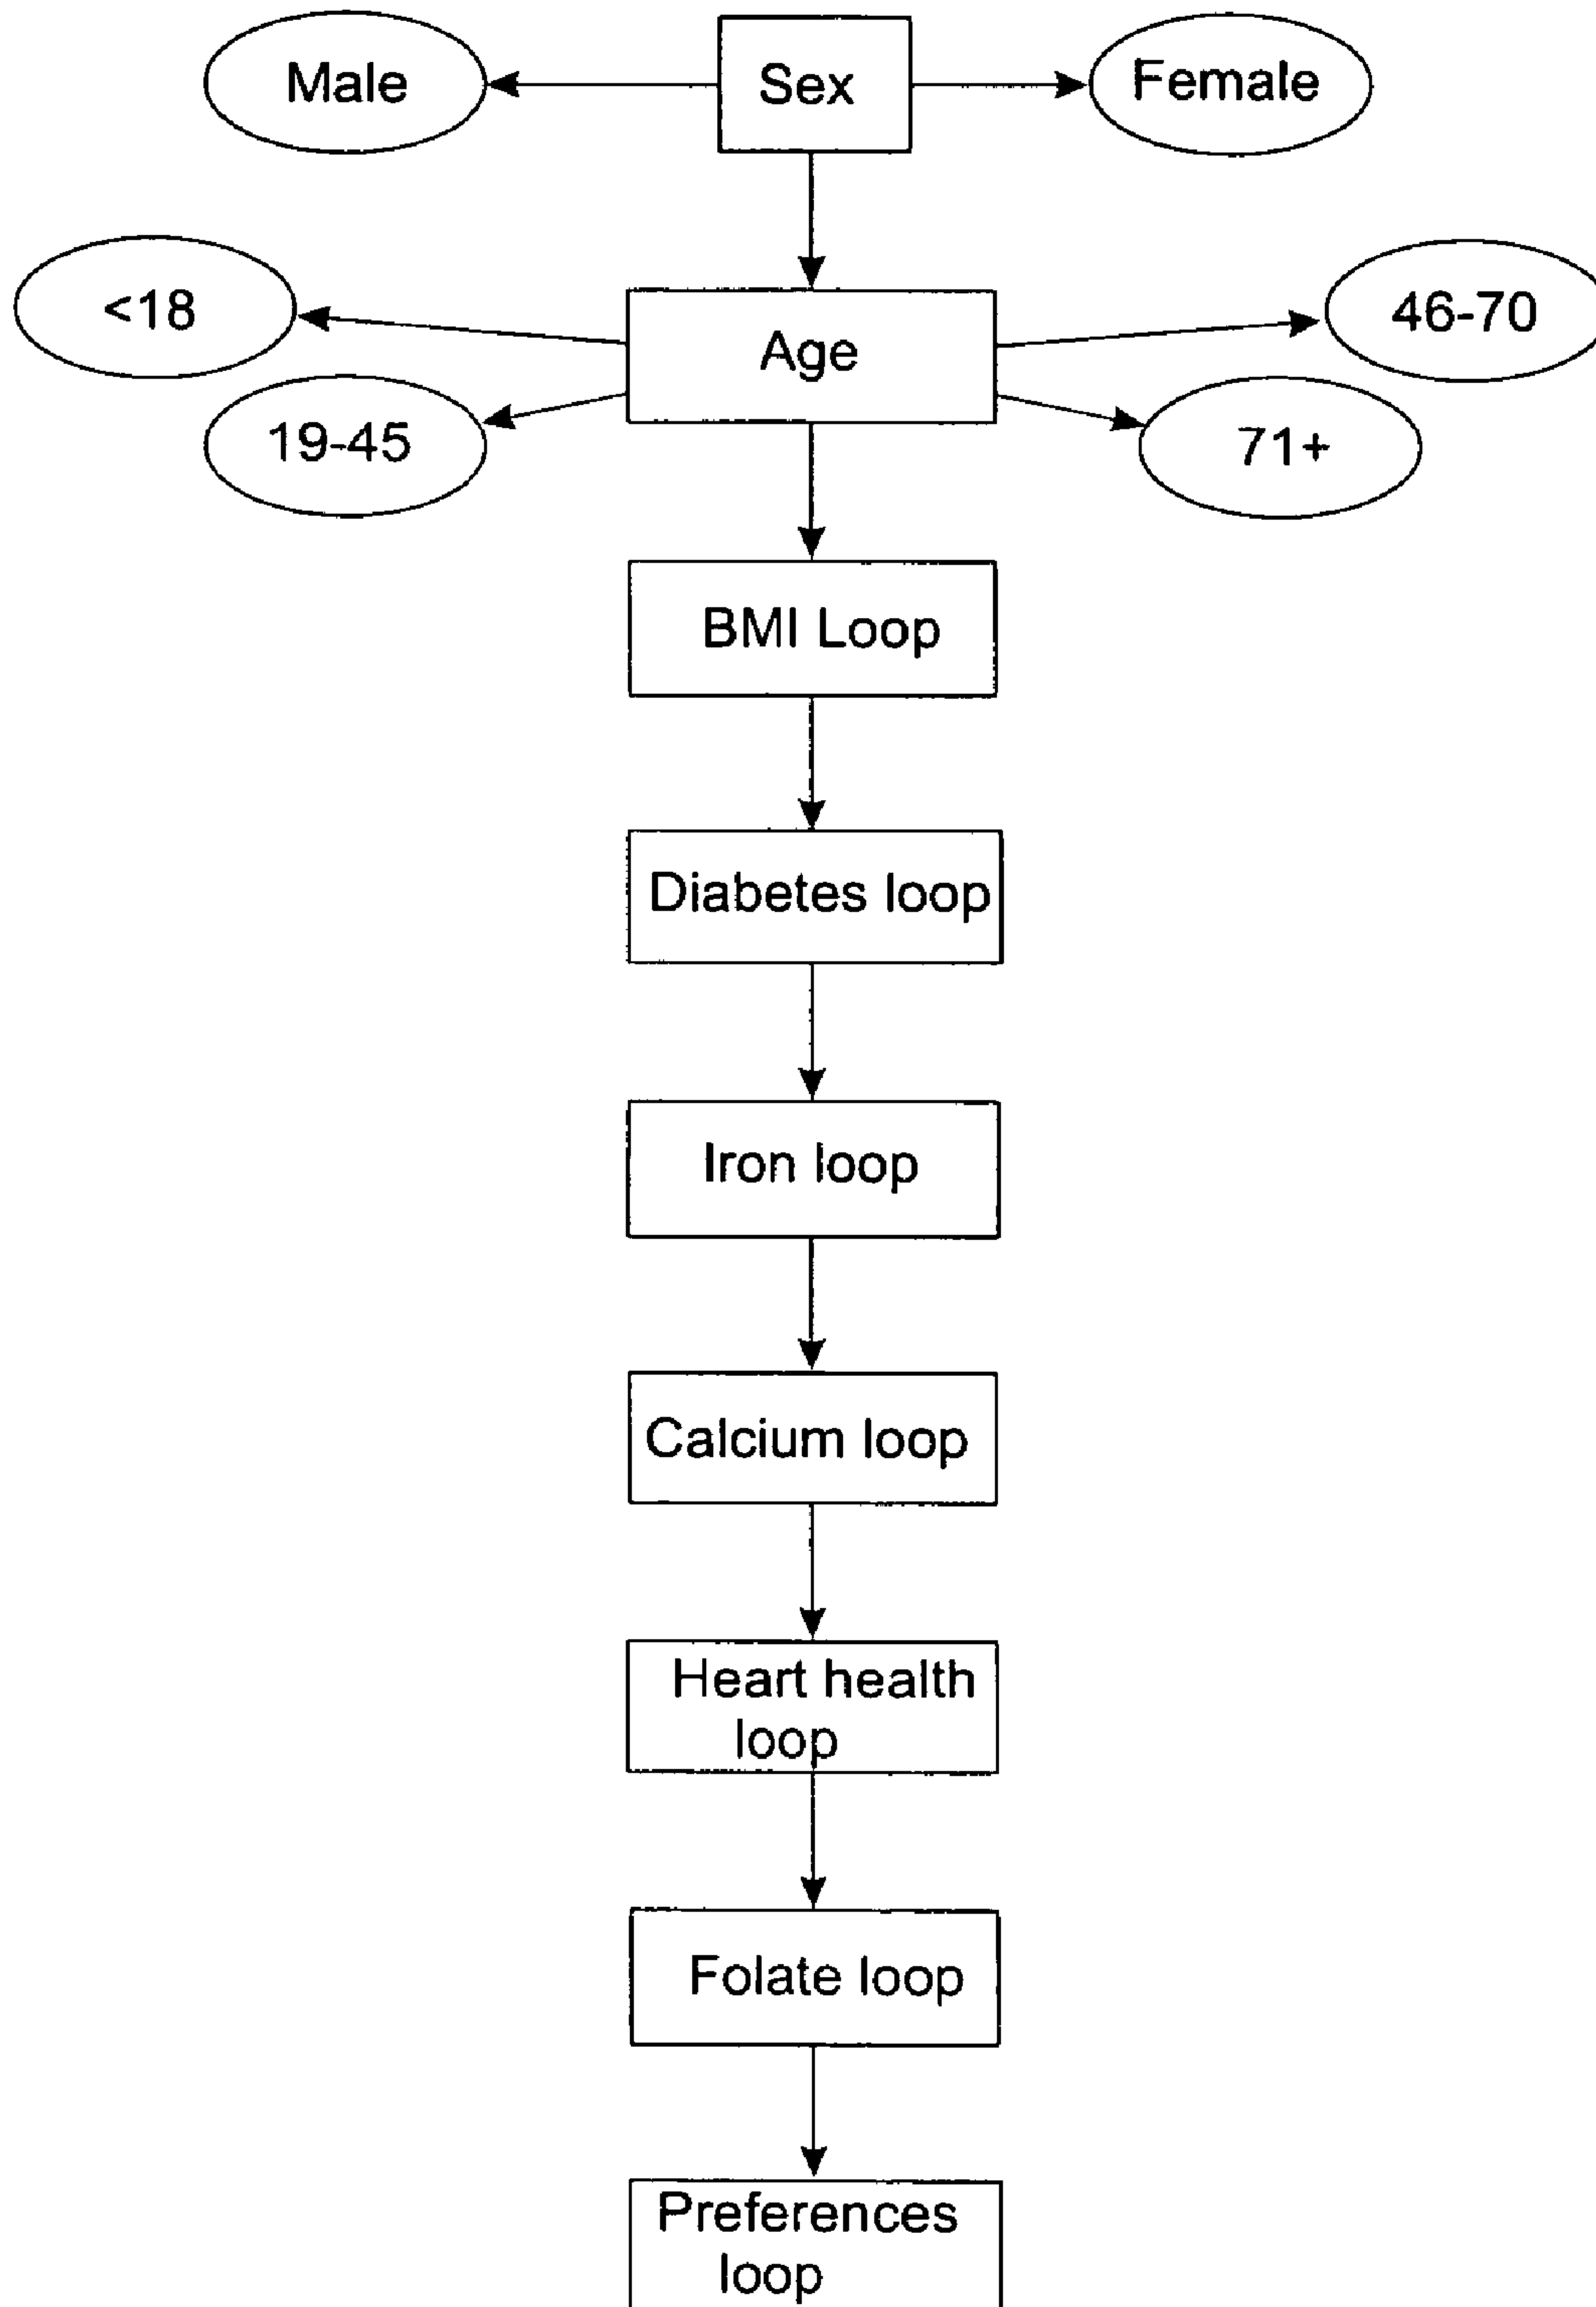 Male
Sex
Female
<18
46-70
Age
19-45
71+
BMI Loop
Diabetes loop
Iron loop
Calcium loop
Heart health
loop
Folate loop
Preferences
loop